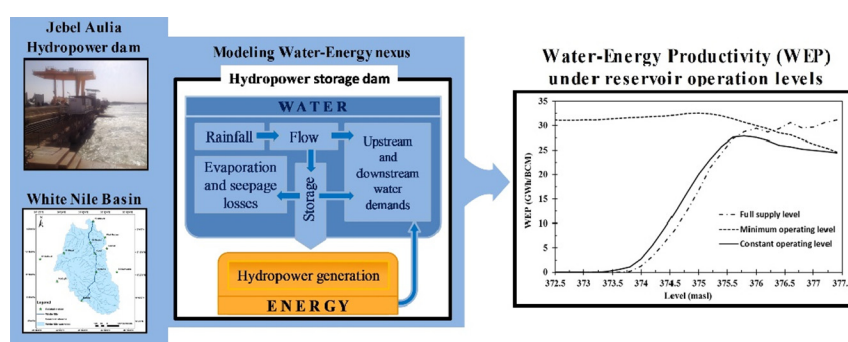 Jebel Aulia
Hydropower dam
White Nile Basin
Legend
Modeling Water-Energy nexus
Hydropower storage dam
WATER
Rainfall
Flow
Upstream
and
downstream
water
demands
Evaporation
and seepage
losses
Storage
Hydropower generation
ENERGY
Water-Energy Productivity (WEP)
under reservoir operation levels
WEP (GWh/BCM)
35
30
25
20
15
10
5
0
Full supply level
Minimum operating level
Constant operating level
372.5 373 373.5 374 374.5 375 375.5 376 376.5 377 377.
Level (masl)